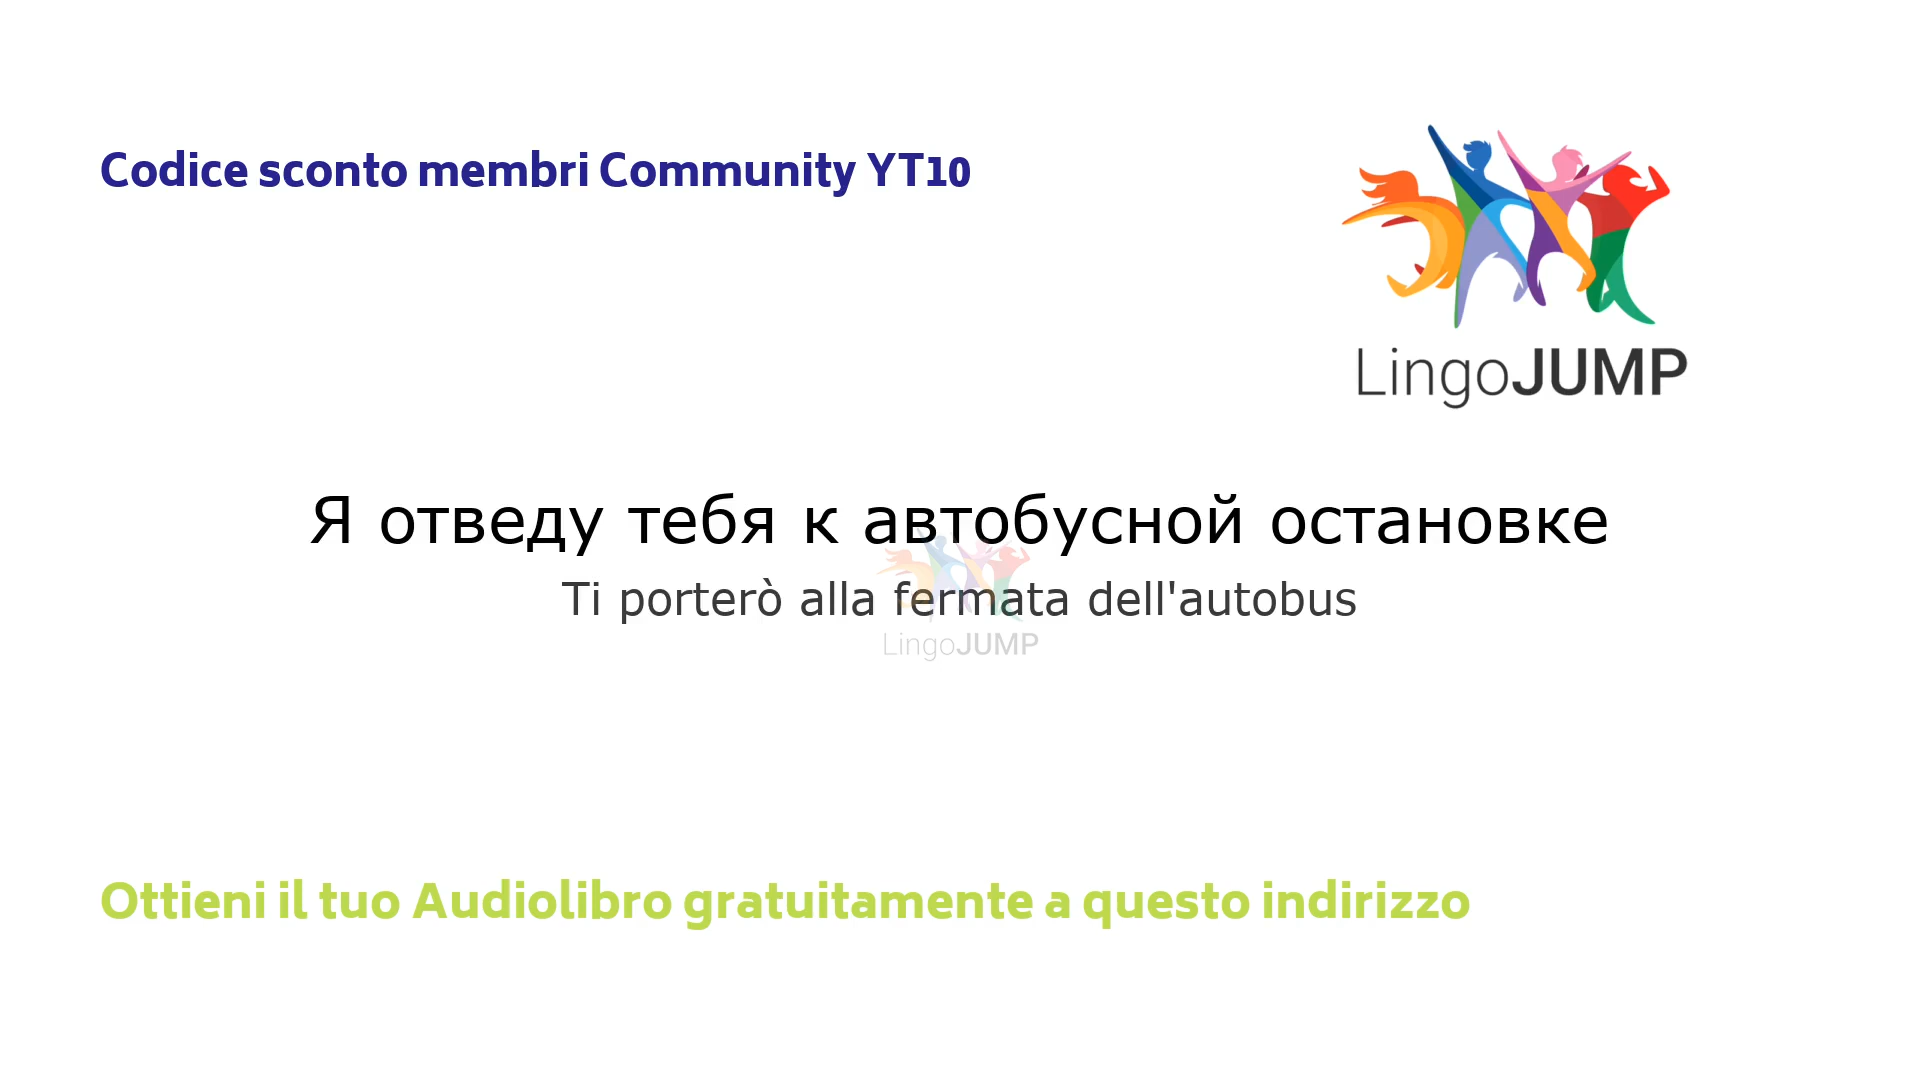 Codice sconto membri Community YT10
LingoJUMP
Я отведу тебя к автобусной остановке
Ti porterò alla fermata dell'autobus
LingoJUMP
Ottieni il tuo Audiolibro gratuitamente a questo indirizzo